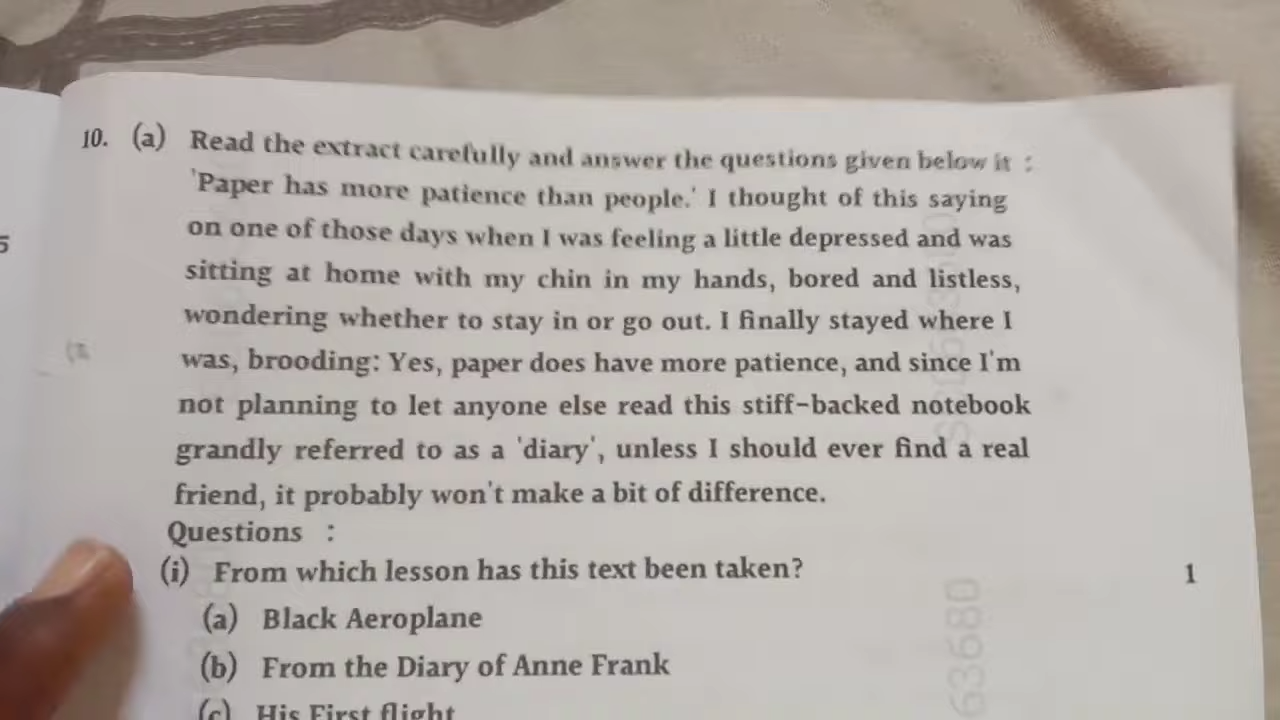 5
10. (a) Read the extract carefully and answer the questions given below it :
'Paper has more patience than people.' I thought of this saying
on one of those days when I was feeling a little depressed and was
sitting at home with my chin in my hands, bored and listless,
wondering whether to stay in or go out. I finally stayed where I
was, brooding: Yes, paper does have more patience, and since I'm
not planning to let anyone else read this stiff-backed notebook
grandly referred to as a 'diary', unless I should ever find a real
friend, it probably won't make a bit of difference.
Questions :
(i) From which lesson has this text been taken? 1
(a) Black Aeroplane
(b) From the Diary of Anne Frank
(c) His First flight
63680